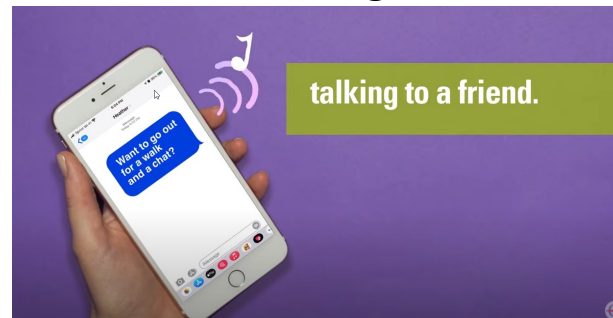 talking to a friend.
Heather
Want to go out
for a walk
and a chat?